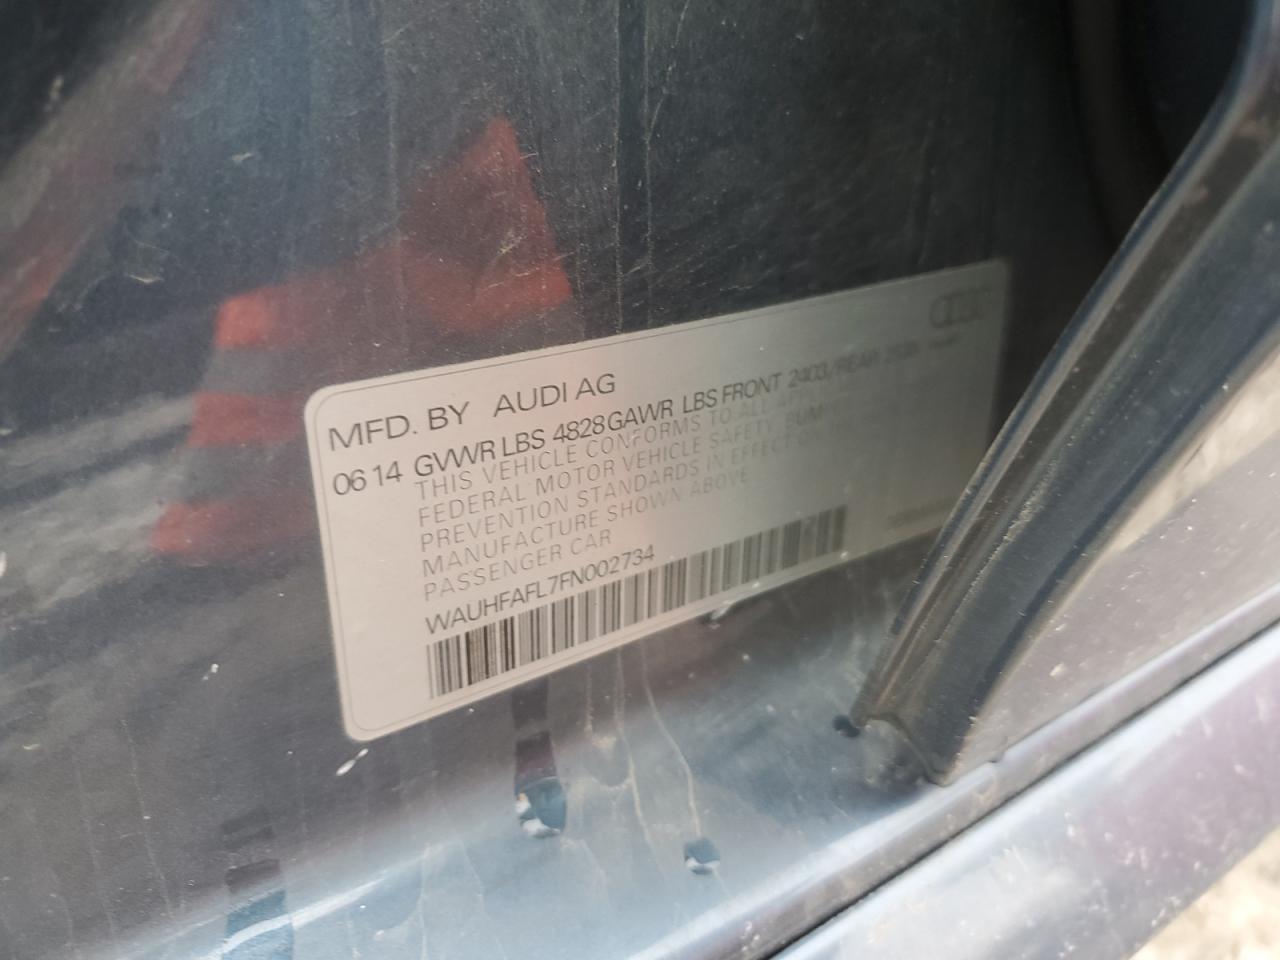 MFD. BY AUDI AG
06 14 GVWR LBS 4828 GAWR LBS FRONT 2403/REAR
THIS VEHICLE CONFORMS TO ALL
FEDERAL MOTOR VEHICLE SAFETY,
PREVENTION STANDARDS IN EFFECT ON
MANUFACTURE SHOWN ABOVE
PASSENGER CAR
WAUHFAFL7FN002734